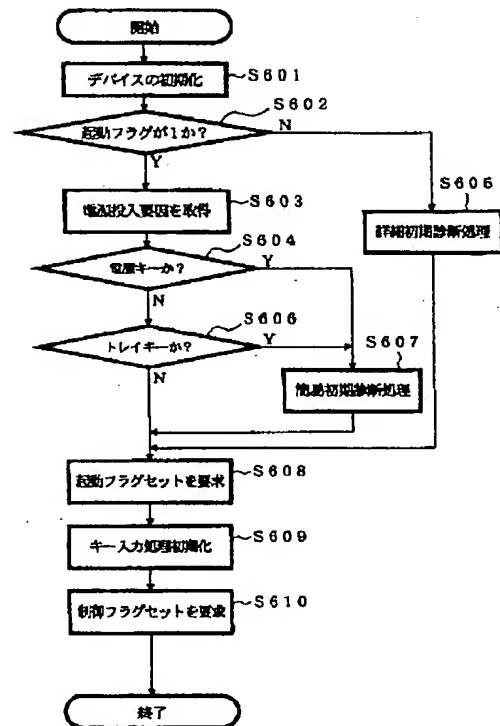 開始
デバイスの初期化
S601
起動フラグが1か？
S602
N
Y
電源投入要因を取得
S603
S605
詳細初期診断処理
電源キーか？
S604
Y
N
トレイキーか？
S606
Y
N
S607
簡易初期診断処理
起動フラグセットを要求
S608
キー入力処理初期化
S609
制御フラグセットを要求
S610
終了